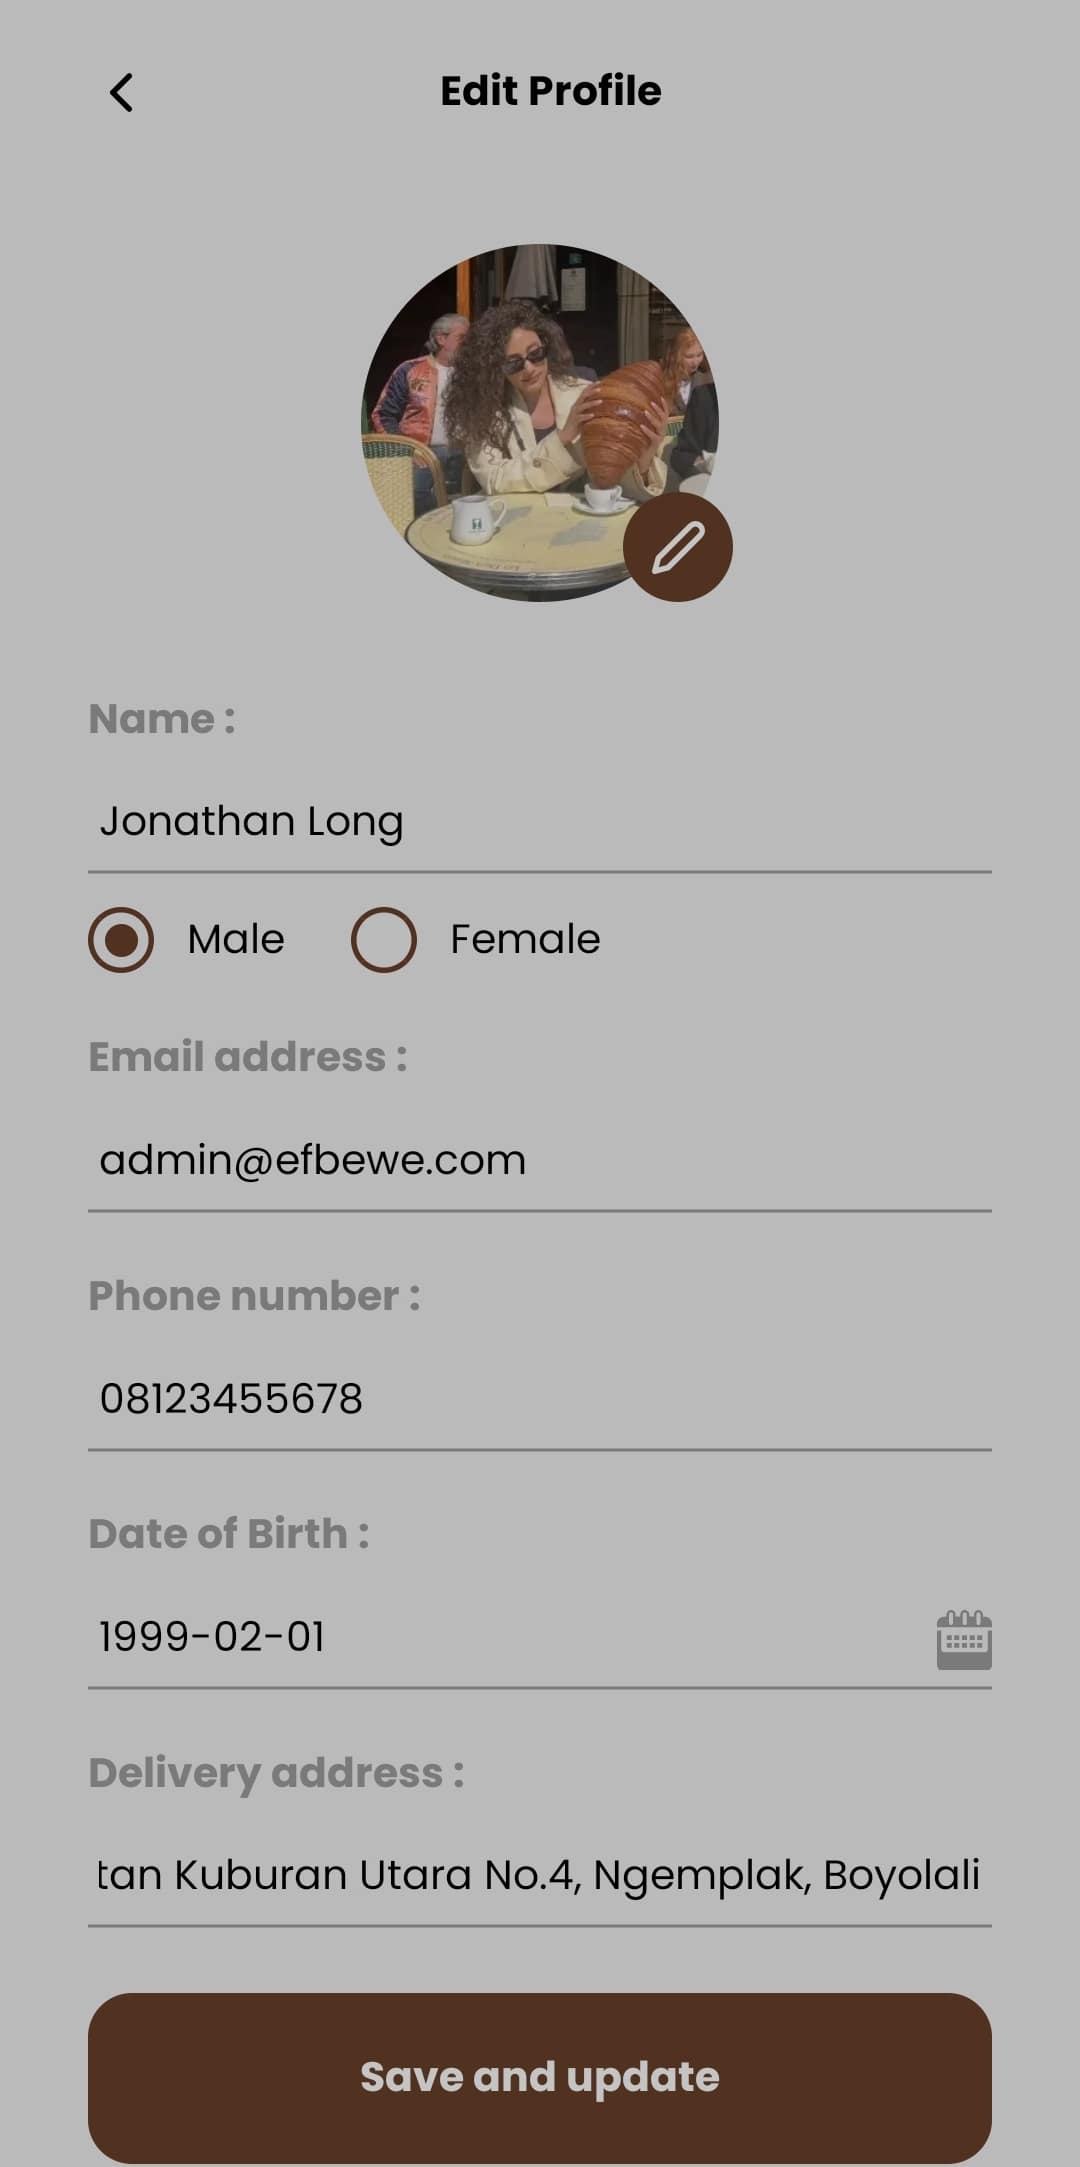 Edit Profile
Name :
Jonathan Long
Male Female
Email address :
admin@efbewe.com
Phone number :
08123455678
Date of Birth :
1999-02-01
Delivery address :
tan Kuburan Utara No.4, Ngemplak, Boyolali
Save and update